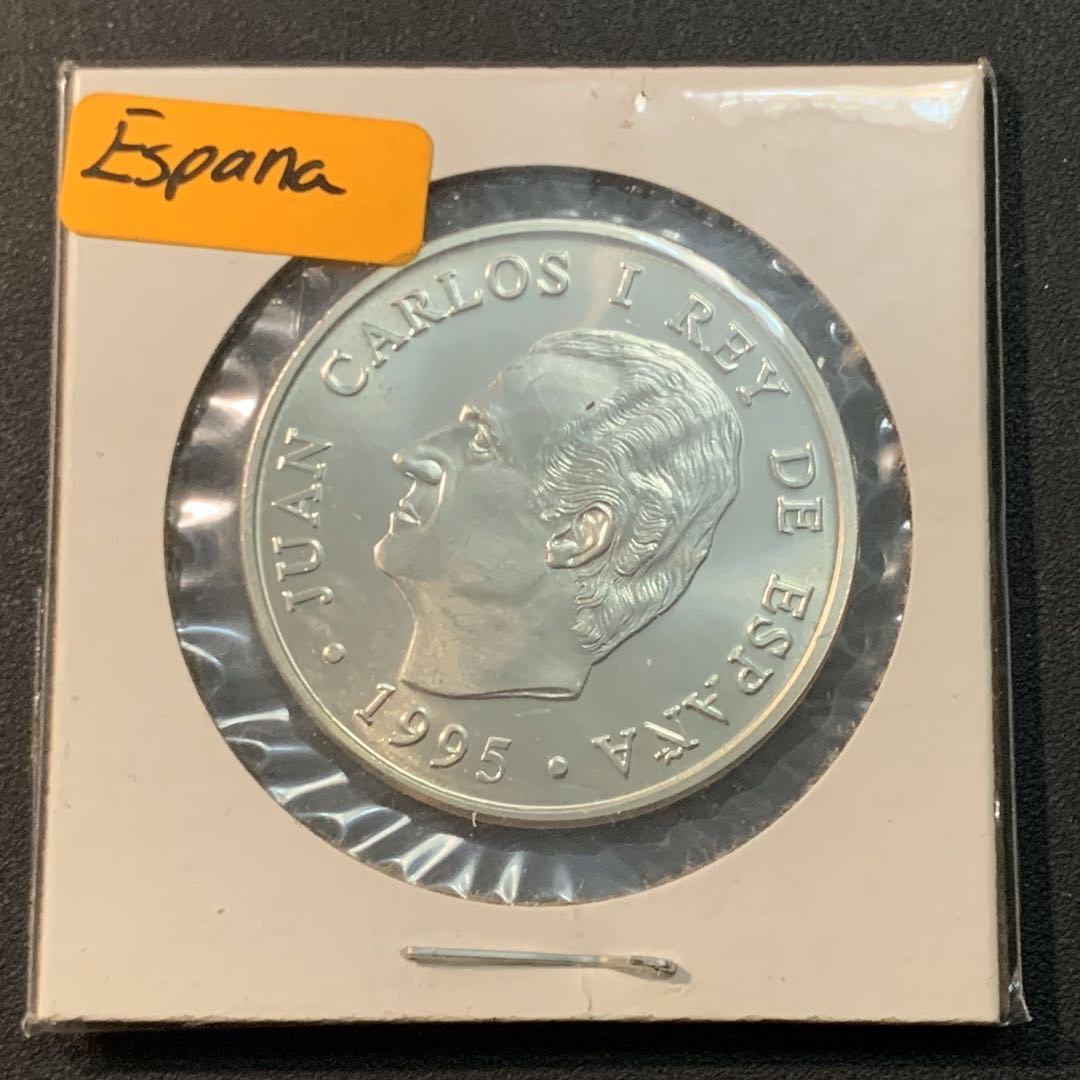 Espana
· JUAN CARLOS I REY DE ESPAÑA ·
1995